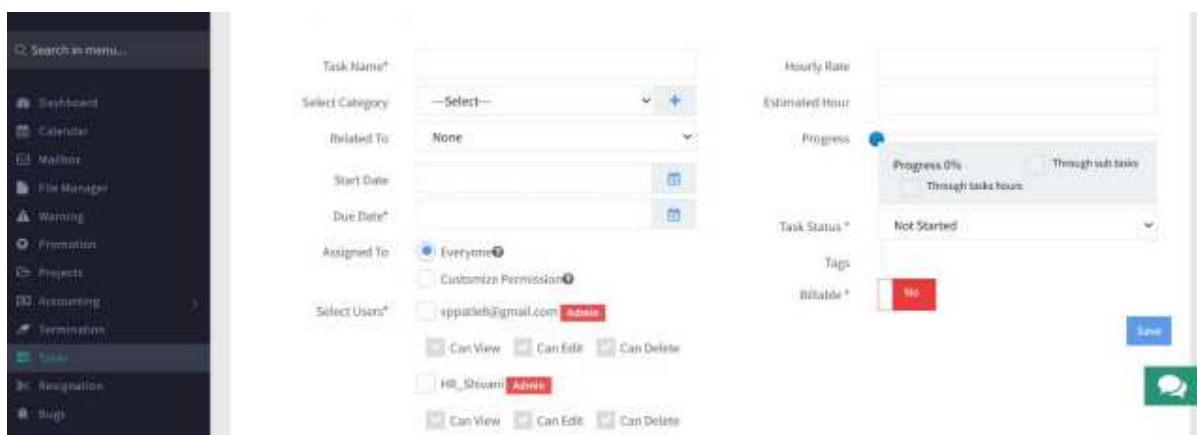 Search in menu...
Dashboard
Calendar
Mailbox
File Manager
Warning
Promotion
Projects
Accounting
Termination
Tasks
Resignation
Bugs
Task Name*
Select Category
---Select---
Related To
None
Start Date
Due Date*
Assigned To
Everyone
Customize Permission
Select Users*
Admin
Can View Can Edit Can Delete
HR_Shivani Admin
Can View Can Edit Can Delete
Hourly Rate
Estimated Hour
Progress
Progress 0%
Through sub tasks
Through tasks hours
Task Status *
Not Started
Tags
Billable *
No
Save